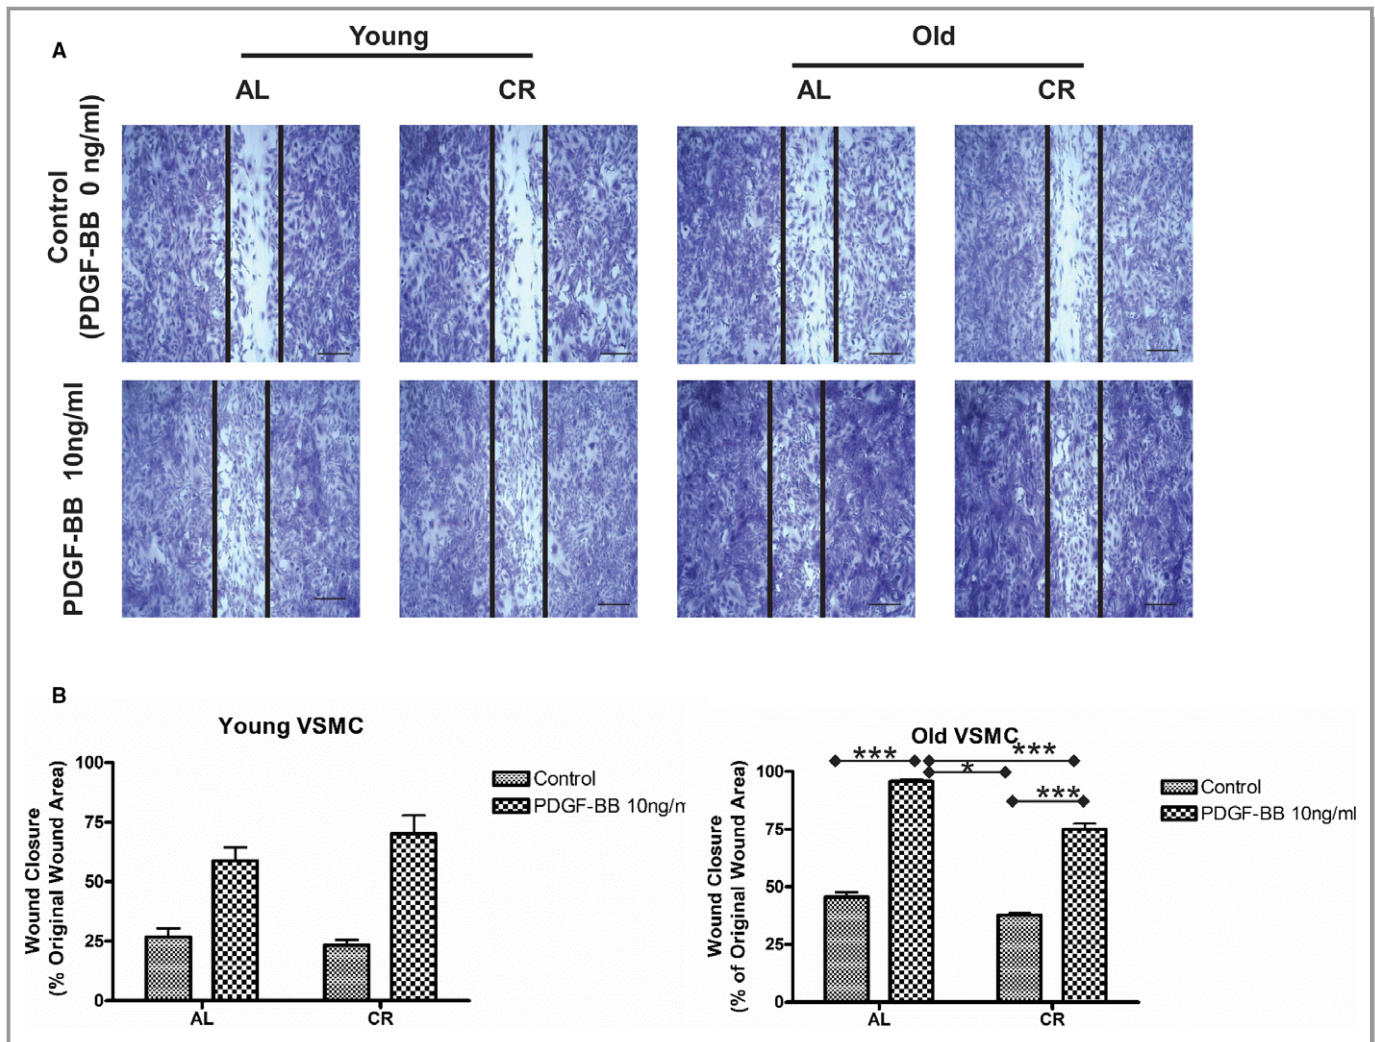 A
Young
Old
AL
CR
AL
CR
Control
(PDGF-BB 0 ng/ml)
PDGF-BB 10ng/ml
B
Young VSMC
Wound Closure
(% Original Wound Area)
100
75
50
25
0
AL
CR
Control
PDGF-BB 10ng/m
Old VSMC
***
***
*
***
Wound Closure
(% of Original Wound Area)
100
75
50
25
0
AL
CR
Control
PDGF-BB 10ng/ml